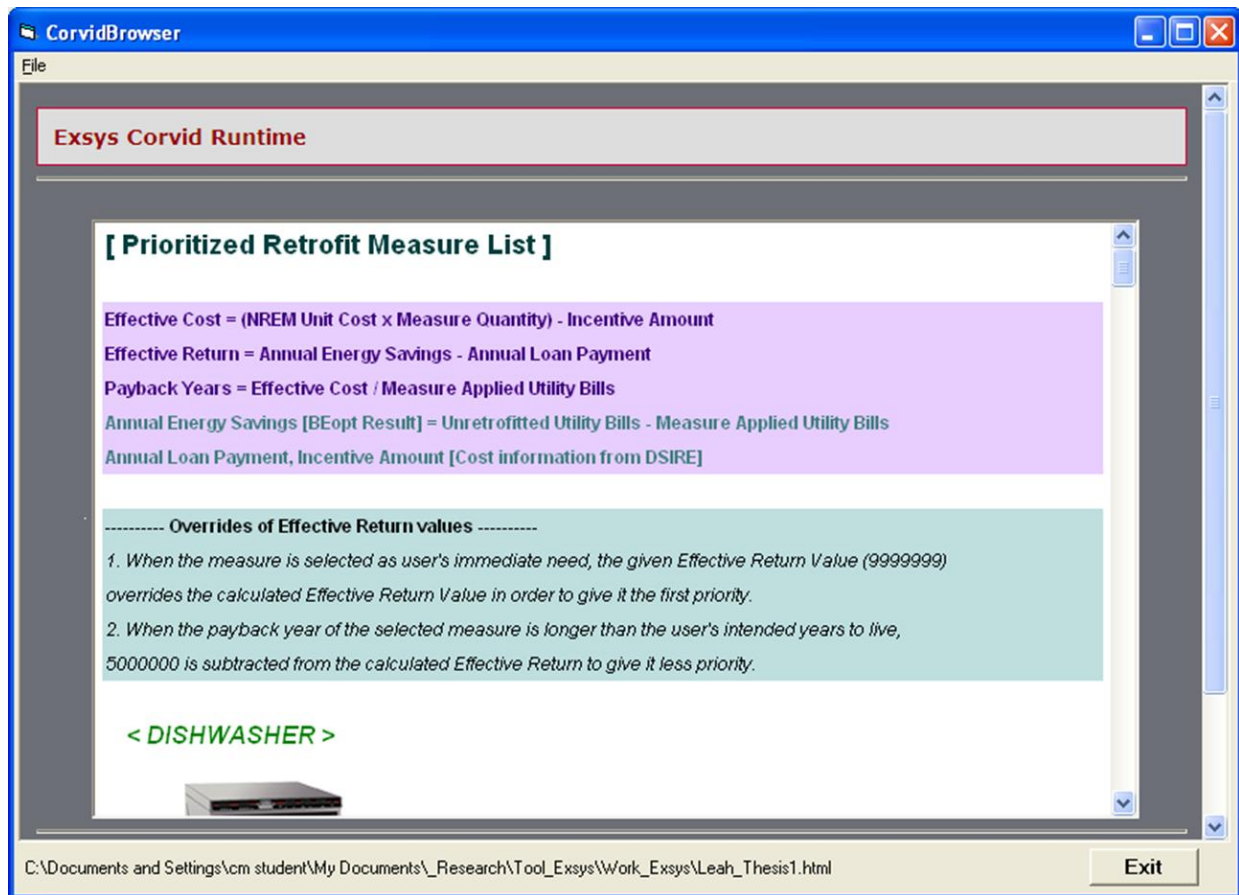 CorvidBrowser
File
Exsys Corvid Runtime
[ Prioritized Retrofit Measure List ]
Effective Cost = (NREM Unit Cost x Measure Quantity) - Incentive Amount
Effective Return = Annual Energy Savings - Annual Loan Payment
Payback Years = Effective Cost / Measure Applied Utility Bills
Annual Energy Savings [BEopt Result] = Unretrofitted Utility Bills - Measure Applied Utility Bills
Annual Loan Payment, Incentive Amount [Cost information from DSIRE]
---------- Overrides of Effective Return values ----------
1. When the measure is selected as user's immediate need, the given Effective Return Value (9999999)
overrides the calculated Effective Return Value in order to give it the first priority.
2. When the payback year of the selected measure is longer than the user's intended years to live,
5000000 is subtracted from the calculated Effective Return to give it less priority.
< DISHWASHER >
C:\Documents and Settings\cm student\My Documents\_Research\Tool_Exsys\Work_Exsys\Leah_Thesis1.html
Exit